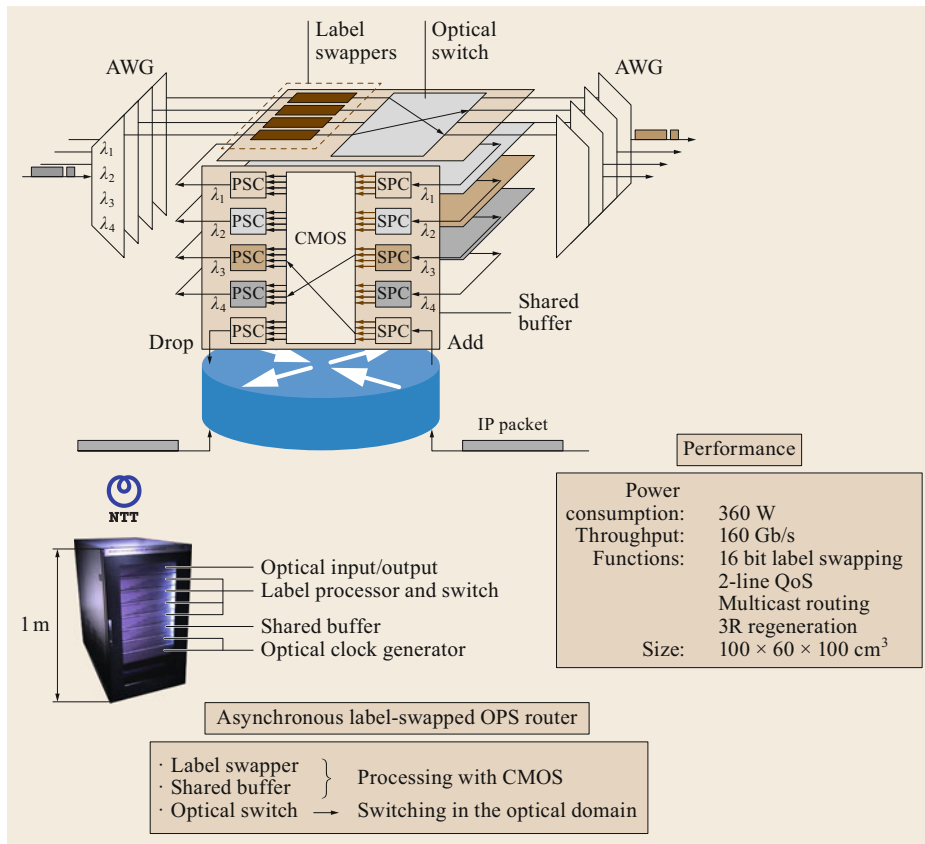 Label
swappers
Optical
switch
AWG
AWG
λ1
λ2
λ3
λ4
PSC
SPC
λ1
λ1
PSC
SPC
λ2
λ2
CMOS
PSC
SPC
λ3
λ3
PSC
SPC
λ4
λ4
Shared
buffer
PSC
SPC
Drop
Add
IP packet
Performance
Power
consumption: 360 W
Throughput: 160 Gb/s
Functions: 16 bit label swapping
2-line QoS
Multicast routing
3R regeneration
Size: 100 × 60 × 100 cm³
NTT
1 m
Optical input/output
Label processor and switch
Shared buffer
Optical clock generator
Asynchronous label-swapped OPS router
· Label swapper
· Shared buffer
Processing with CMOS
· Optical switch → Switching in the optical domain